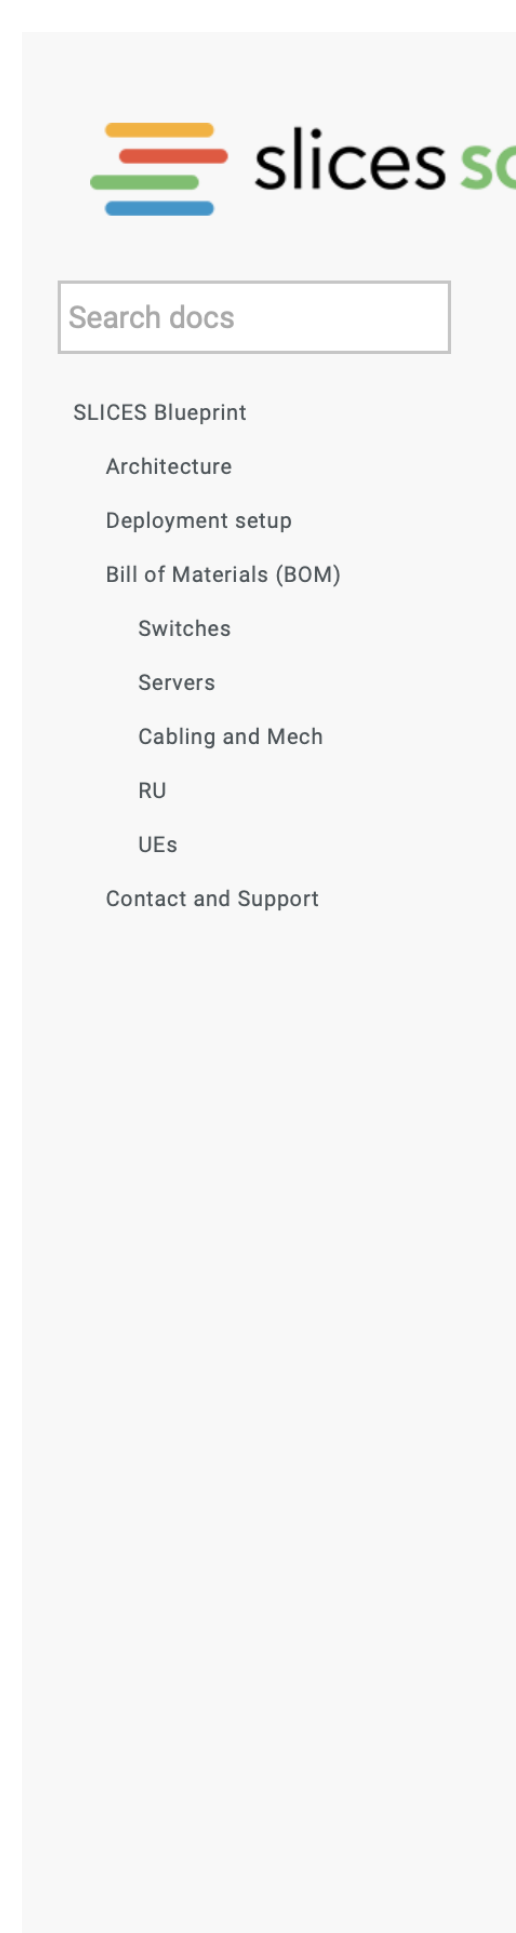 slices
Search docs
SLICES Blueprint
Architecture
Deployment setup
Bill of Materials (BOM)
Switches
Servers
Cabling and Mech
RU
UEs
Contact and Support